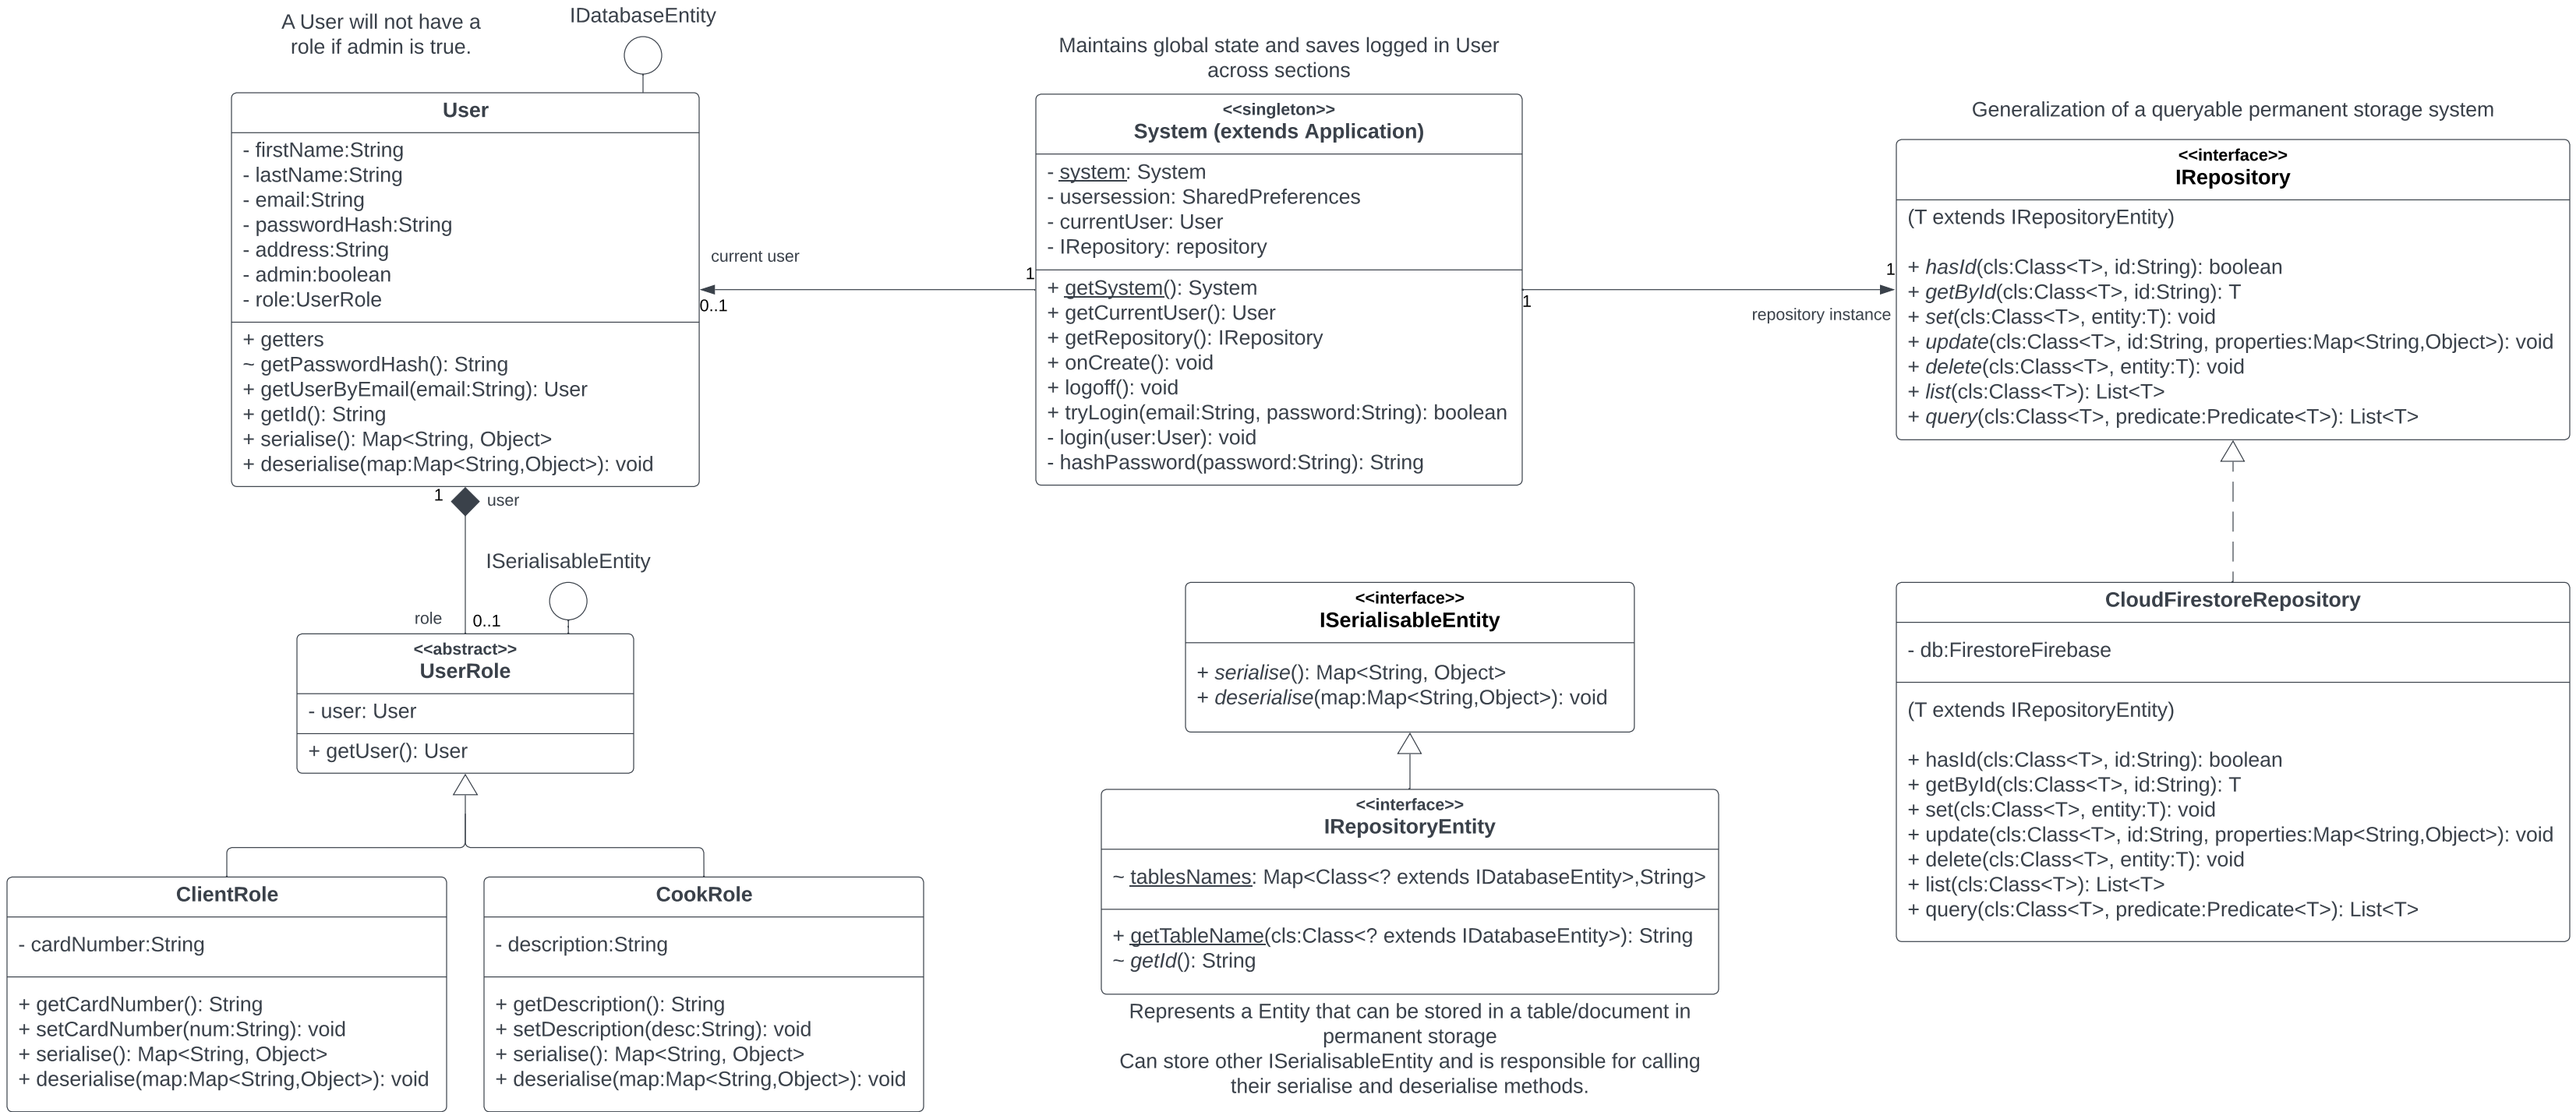 A User will not have a
role if admin is true.
IDatabaseEntity
User
- firstName:String
- lastName:String
- email:String
- passwordHash:String
- address:String
- admin:boolean
- role:UserRole
+ getters
~ getPasswordHash(): String
+ getUserByEmail(email:String): User
+ getId(): String
+ serialise(): Map<String, Object>
+ deserialise(map:Map<String,Object>): void
current user
0..1
1
Maintains global state and saves logged in User
across sections
<<singleton>>
System (extends Application)
- system: System
- usersession: SharedPreferences
- currentUser: User
- IRepository: repository
+ getSystem(): System
+ getCurrentUser(): User
+ getRepository(): IRepository
+ onCreate(): void
+ logoff(): void
+ tryLogin(email:String, password:String): boolean
- login(user:User): void
- hashPassword(password:String): String
1
1
repository instance
Generalization of a queryable permanent storage system
<<interface>>
IRepository
(T extends IRepositoryEntity)
+ hasId(cls:Class<T>, id:String): boolean
+ getById(cls:Class<T>, id:String): T
+ set(cls:Class<T>, entity:T): void
+ update(cls:Class<T>, id:String, properties:Map<String,Object>): void
+ delete(cls:Class<T>, entity:T): void
+ list(cls:Class<T>): List<T>
+ query(cls:Class<T>, predicate:Predicate<T>): List<T>
1
user
role
0..1
ISerialisableEntity
<<abstract>>
UserRole
- user: User
+ getUser(): User
ClientRole
- cardNumber:String
+ getCardNumber(): String
+ setCardNumber(num:String): void
+ serialise(): Map<String, Object>
+ deserialise(map:Map<String,Object>): void
CookRole
- description:String
+ getDescription(): String
+ setDescription(desc:String): void
+ serialise(): Map<String, Object>
+ deserialise(map:Map<String,Object>): void
<<interface>>
ISerialisableEntity
+ serialise(): Map<String, Object>
+ deserialise(map:Map<String,Object>): void
<<interface>>
IRepositoryEntity
~ tablesNames: Map<Class<? extends IDatabaseEntity>,String>
+ getTableName(cls:Class<? extends IDatabaseEntity>): String
~ getId(): String
Represents a Entity that can be stored in a table/document in
permanent storage
Can store other ISerialisableEntity and is responsible for calling
their serialise and deserialise methods.
CloudFirestoreRepository
- db:FirestoreFirebase
(T extends IRepositoryEntity)
+ hasId(cls:Class<T>, id:String): boolean
+ getById(cls:Class<T>, id:String): T
+ set(cls:Class<T>, entity:T): void
+ update(cls:Class<T>, id:String, properties:Map<String,Object>): void
+ delete(cls:Class<T>, entity:T): void
+ list(cls:Class<T>): List<T>
+ query(cls:Class<T>, predicate:Predicate<T>): List<T>